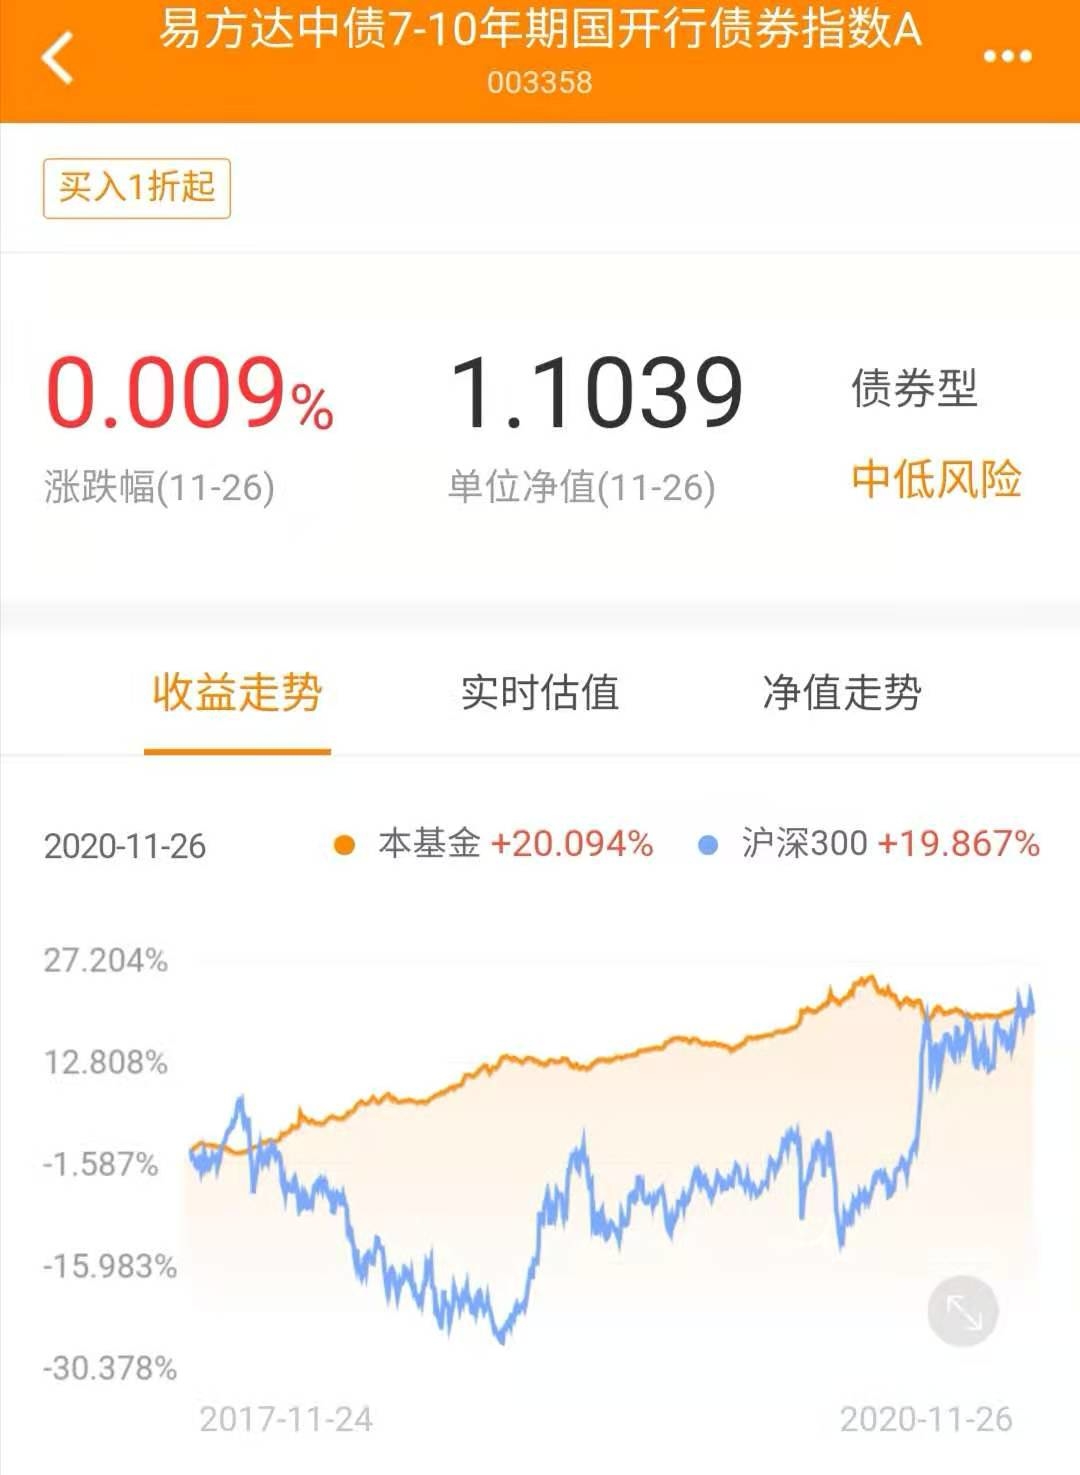 易方达中债7-10年期国开行债券指数A
003358
买入1折起
0.009% 1.1039 债券型
涨跌幅(11-26) 单位净值(11-26) 中低风险
收益走势 实时估值 净值走势
2020-11-26 本基金 +20.094% 沪深300 +19.867%
27.204%
12.808%
-1.587%
-15.983%
-30.378%
2017-11-24 2020-11-26